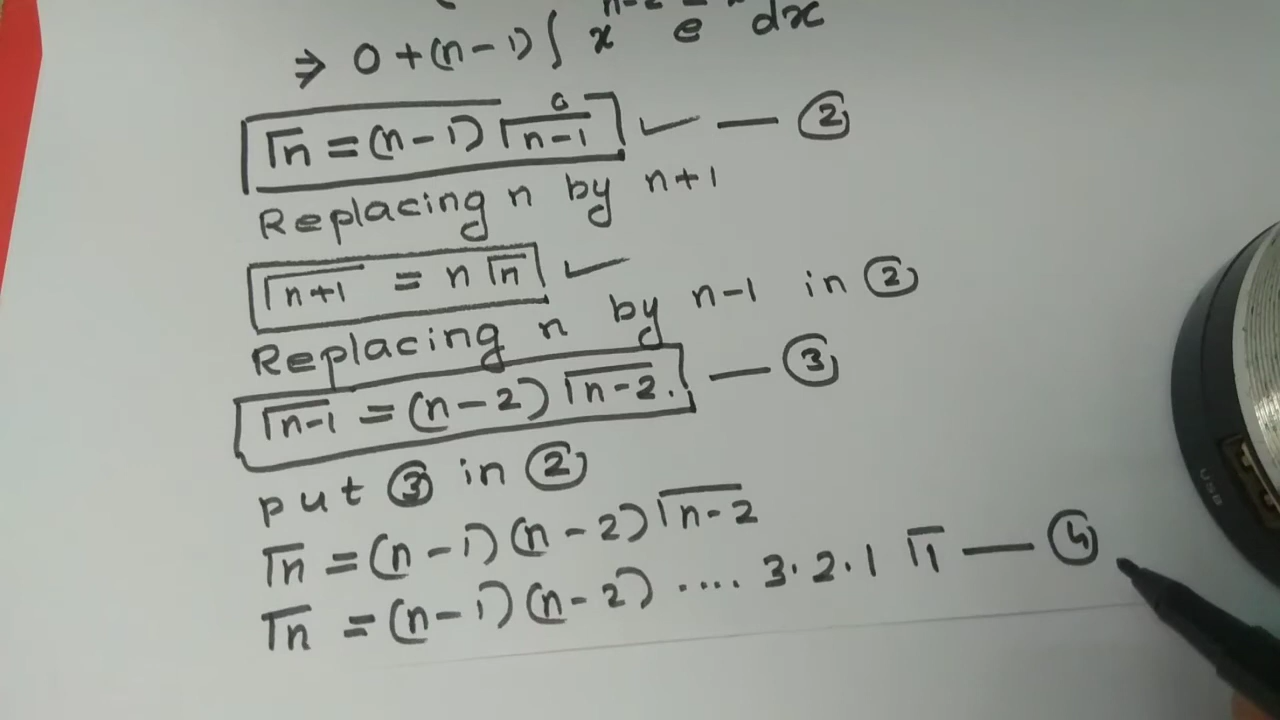 ⇒ 0 + (n-1) ∫ x^{n-2} e^{-x} dx
Γn = (n-1) Γn-1 ✓ — ②
Replacing n by n+1
Γn+1 = n Γn ✓
Replacing n by n-1 in ②
Γn-1 = (n-2) Γn-2. — ③
put ③ in ②
Γn = (n-1) (n-2) Γn-2
Γn = (n-1) (n-2) .... 3.2.1 Γ1 — ④
USB